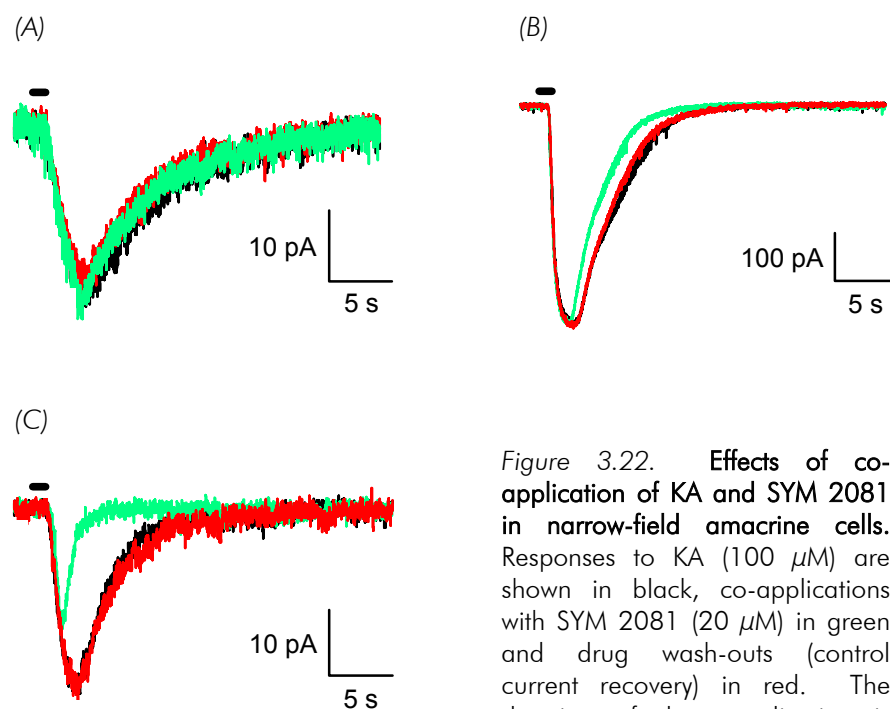 (A)
(B)
10 pA
5 s
100 pA
5 s
(C)
10 pA
5 s
Figure 3.22. Effects of co-
application of KA and SYM 2081
in narrow-field amacrine cells.
Responses to KA (100 μM) are
shown in black, co-applications
with SYM 2081 (20 μM) in green
and drug wash-outs (control
current recovery) in red. The